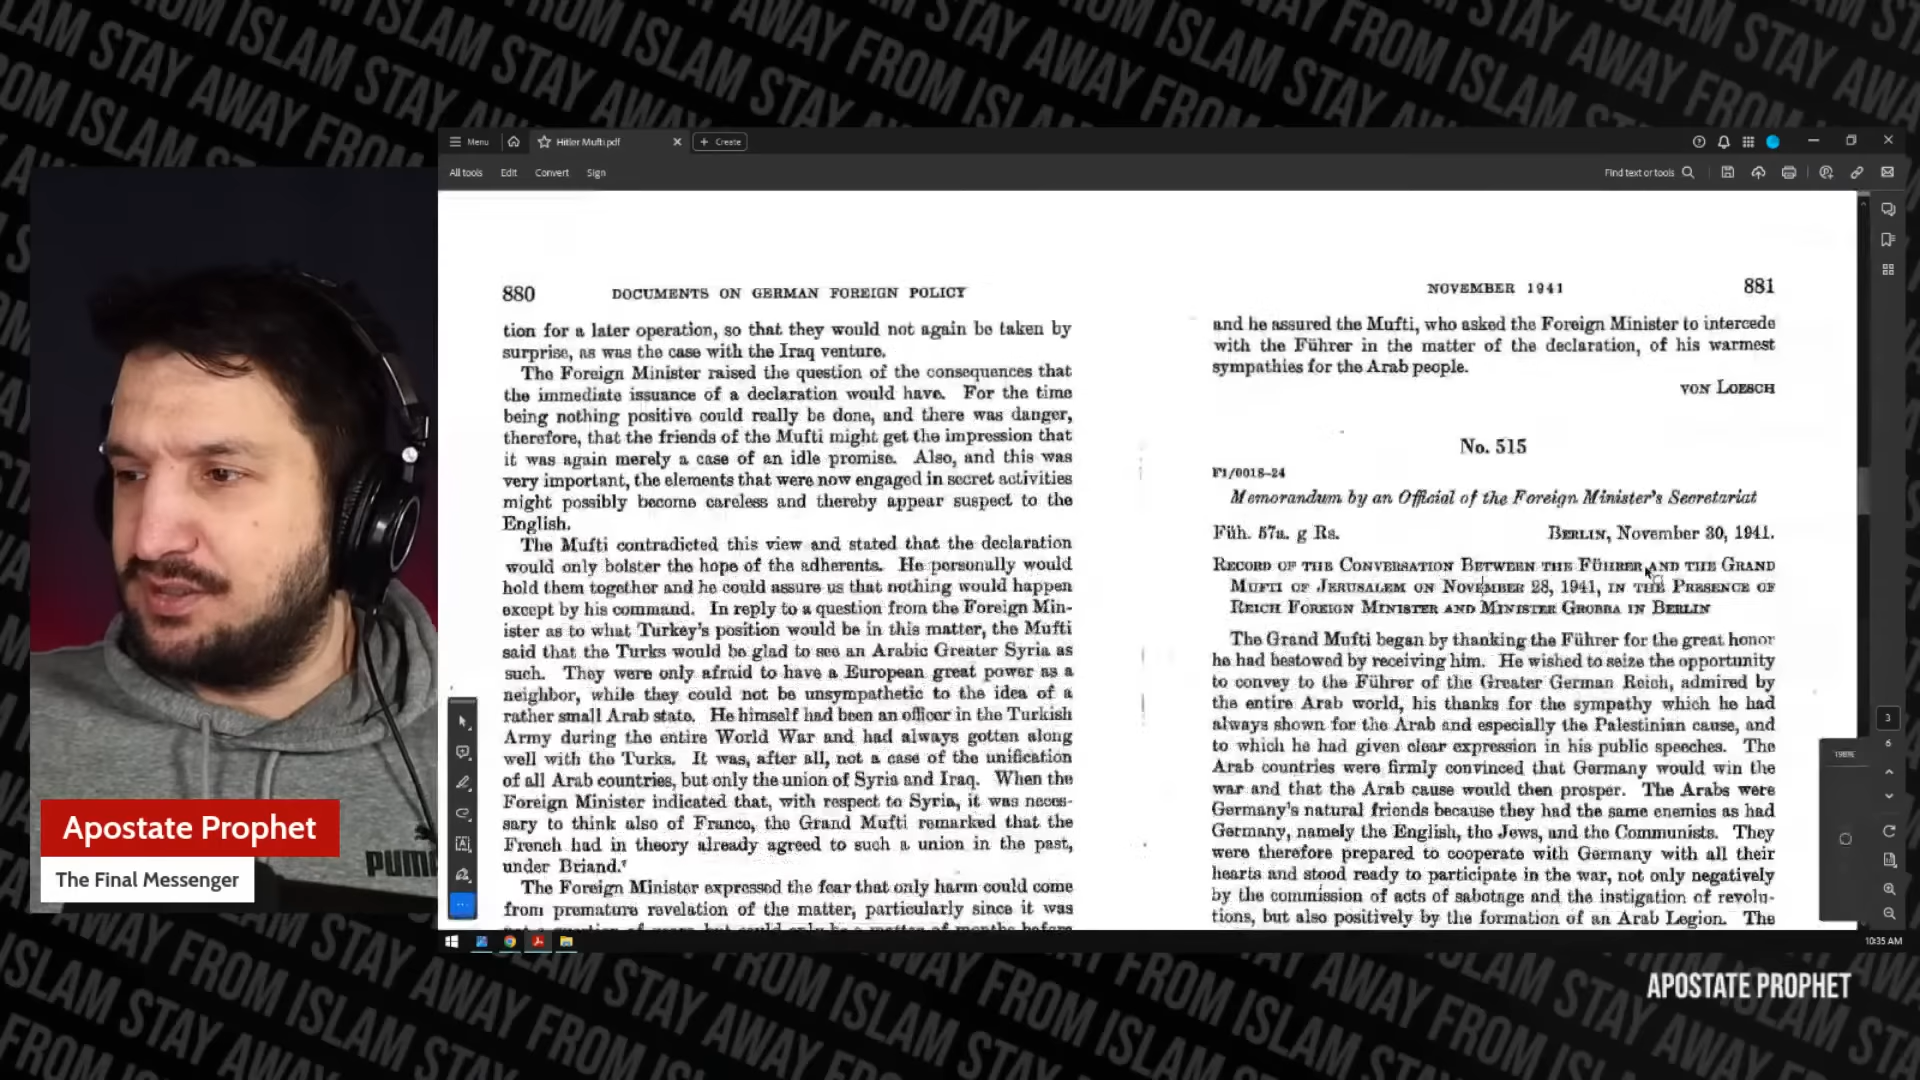 Menu
Hitler Mufti.pdf
Create
All tools
Edit
Convert
Sign
Find text or tools
880
DOCUMENTS ON GERMAN FOREIGN POLICY
tion for a later operation, so that they would not again be taken by
surprise, as was the case with the Iraq venture.
The Foreign Minister raised the question of the consequences that
the immediate issuance of a declaration would have. For the time
being nothing positive could really be done, and there was danger,
therefore, that the friends of the Mufti might get the impression that
it was again merely a case of an idle promise. Also, and this was
very important, the elements that were now engaged in secret activities
might possibly become careless and thereby appear suspect to the
English.
The Mufti contradicted this view and stated that the declaration
would only bolster the hope of the adherents. He personally would
hold them together and he could assure us that nothing would happen
except by his command. In reply to a question from the Foreign Min-
ister as to what Turkey's position would be in this matter, the Mufti
said that the Turks would be glad to see an Arabic Greater Syria as
such. They were only afraid to have a European great power as a
neighbor, while they could not be unsympathetic to the idea of a
rather small Arab state. He himself had been an officer in the Turkish
Army during the entire World War and had always gotten along
well with the Turks. It was, after all, not a case of the unification
of all Arab countries, but only the union of Syria and Iraq. When the
Foreign Minister indicated that, with respect to Syria, it was neces-
sary to think also of France, the Grand Mufti remarked that the
French had in theory already agreed to such a union in the past,
under Briand.⁷
The Foreign Minister expressed the fear that only harm could come
from premature revelation of the matter, particularly since it was
NOVEMBER 1941
881
and he assured the Mufti, who asked the Foreign Minister to intercede
with the Führer in the matter of the declaration, of his warmest
sympathies for the Arab people.
VON LOESCH
No. 515
F1/0018-24
Memorandum by an Official of the Foreign Minister's Secretariat
Füh. 57a. g Rs.
BERLIN, November 30, 1941.
RECORD OF THE CONVERSATION BETWEEN THE FÜHRER AND THE GRAND
MUFTI OF JERUSALEM ON NOVEMBER 28, 1941, IN THE PRESENCE OF
REICH FOREIGN MINISTER AND MINISTER GROBBA IN BERLIN
The Grand Mufti began by thanking the Führer for the great honor
he had bestowed by receiving him. He wished to seize the opportunity
to convey to the Führer of the Greater German Reich, admired by
the entire Arab world, his thanks for the sympathy which he had
always shown for the Arab and especially the Palestinian cause, and
to which he had given clear expression in his public speeches. The
Arab countries were firmly convinced that Germany would win the
war and that the Arab cause would then prosper. The Arabs were
Germany's natural friends because they had the same enemies as had
Germany, namely the English, the Jews, and the Communists. They
were therefore prepared to cooperate with Germany with all their
hearts and stood ready to participate in the war, not only negatively
by the commission of acts of sabotage and the instigation of revolu-
tions, but also positively by the formation of an Arab Legion. The
3
6
10:35 AM
PUMA
Apostate Prophet
The Final Messenger
APOSTATE PROPHET
STAY AWAY FROM ISLAM